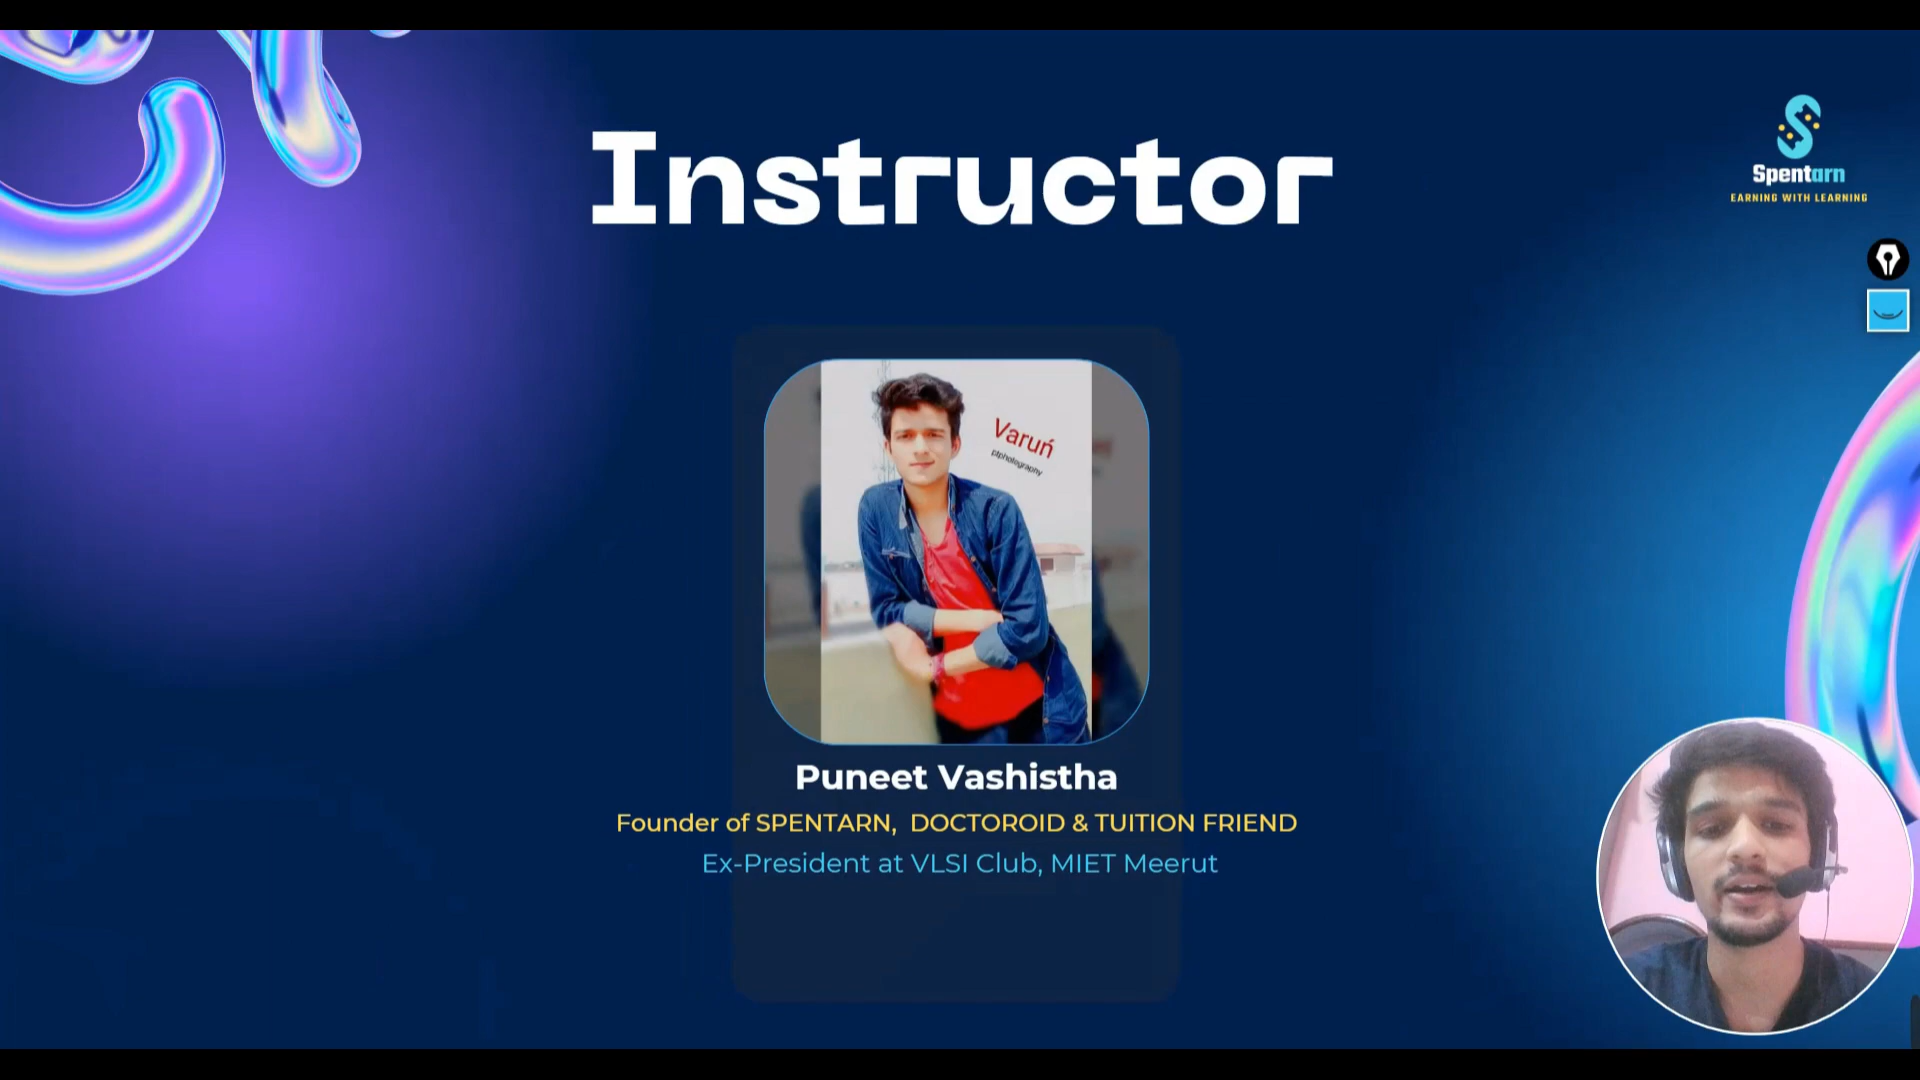 Instructor
Spentarn
EARNING WITH LEARNING
Varuń
Puneet Vashistha
Founder of SPENTARN, DOCTOROID & TUITION FRIEND
Ex-President at VLSI Club, MIET Meerut